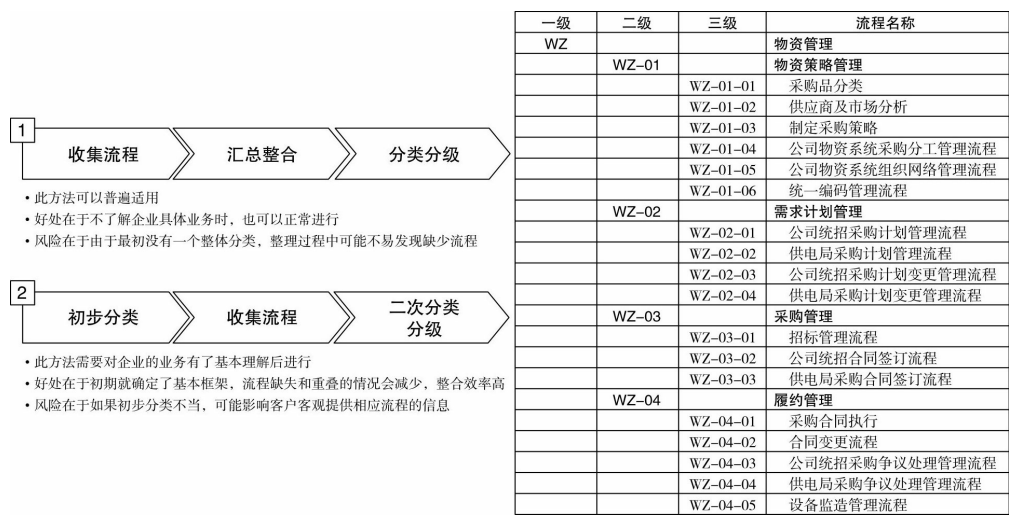 1
收集流程 汇总整合 分类分级
• 此方法可以普遍适用
• 好处在于不了解企业具体业务时，也可以正常进行
• 风险在于由于最初没有一个整体分类，整理过程中可能不易发现缺少流程
2
初步分类 收集流程 二次分类
分级
• 此方法需要对企业的业务有了基本理解后进行
• 好处在于初期就确定了基本框架，流程缺失和重叠的情况会减少，整合效率高
• 风险在于如果初步分类不当，可能影响客户客观提供相应流程的信息
一级 二级 三级 流程名称
WZ 物资管理
WZ-01 物资策略管理
WZ-01-01 采购品分类
WZ-01-02 供应商及市场分析
WZ-01-03 制定采购策略
WZ-01-04 公司物资系统采购分工管理流程
WZ-01-05 公司物资系统组织网络管理流程
WZ-01-06 统一编码管理流程
WZ-02 需求计划管理
WZ-02-01 公司统招采购计划管理流程
WZ-02-02 供电局采购计划管理流程
WZ-02-03 公司统招采购计划变更管理流程
WZ-02-04 供电局采购计划变更管理流程
WZ-03 采购管理
WZ-03-01 招标管理流程
WZ-03-02 公司统招合同签订流程
WZ-03-03 供电局采购合同签订流程
WZ-04 履约管理
WZ-04-01 采购合同执行
WZ-04-02 合同变更流程
WZ-04-03 公司统招采购争议处理管理流程
WZ-04-04 供电局采购争议处理管理流程
WZ-04-05 设备监造管理流程